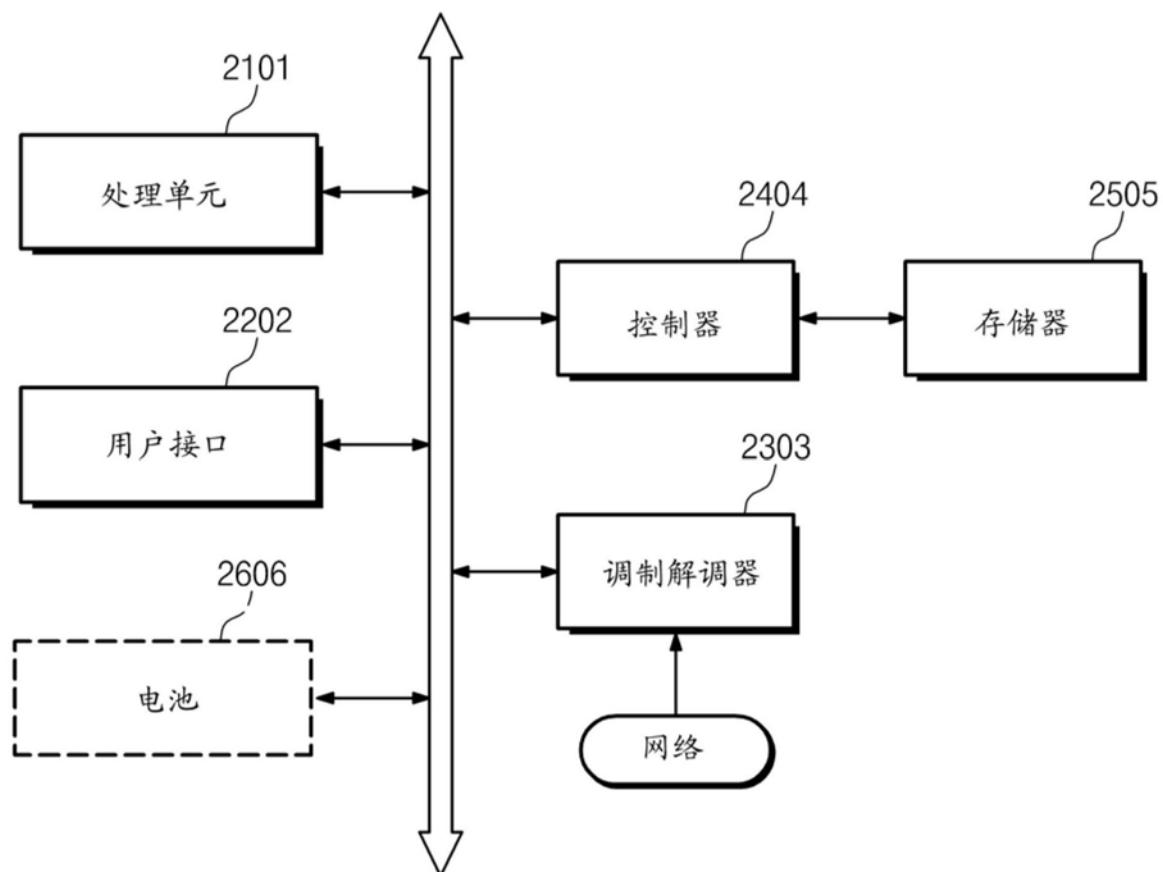 2101
处理单元
2404
2505
控制器
存储器
2202
用户接口
2303
调制解调器
2606
电池
网络